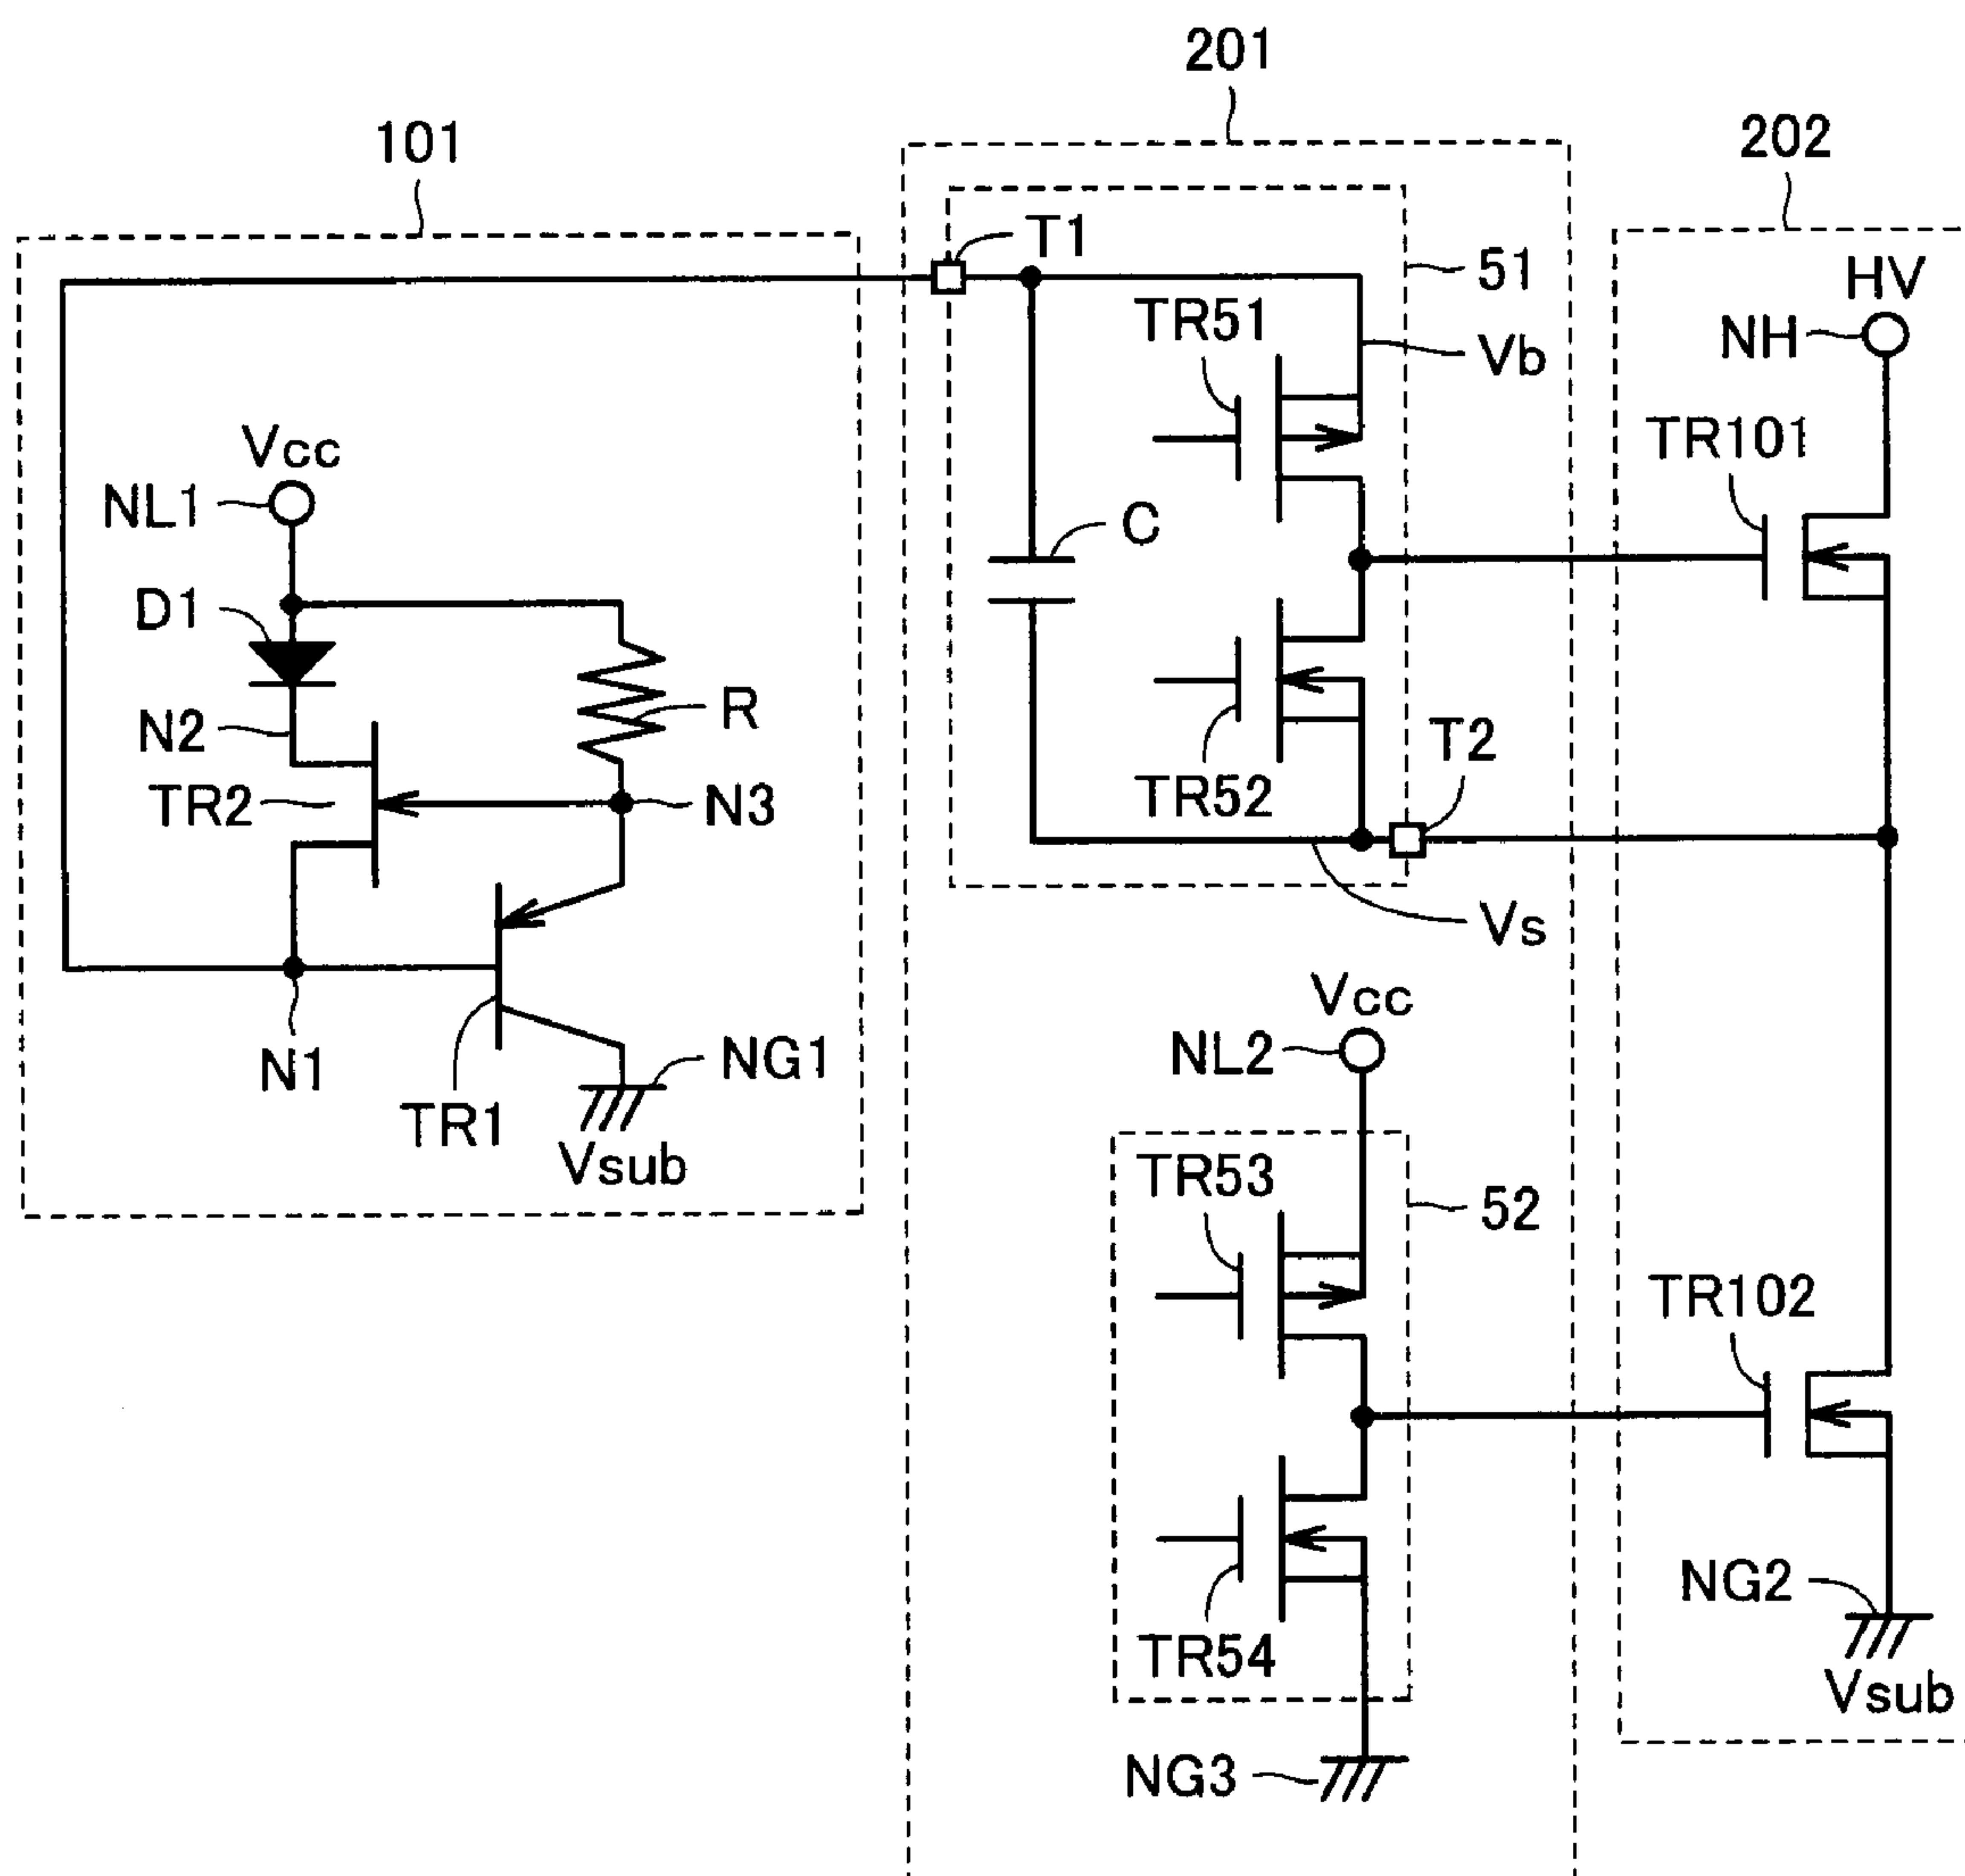 201
101
202
T1
51
HV
TR51
NH
Vb
TR101
Vcc
NL1
C
D1
R
N2
T2
TR2
N3
TR52
Vs
Vcc
NL2
N1
NG1
TR1
Vsub
TR53
52
TR102
NG2
TR54
Vsub
NG3